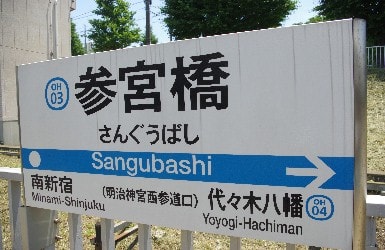 OH
03
参宮橋
さんぐうばし
Sangubashi
南新宿
Minami-Shinjuku
（明治神宮西参道口）
代々木八幡
Yoyogi-Hachiman
OH
04